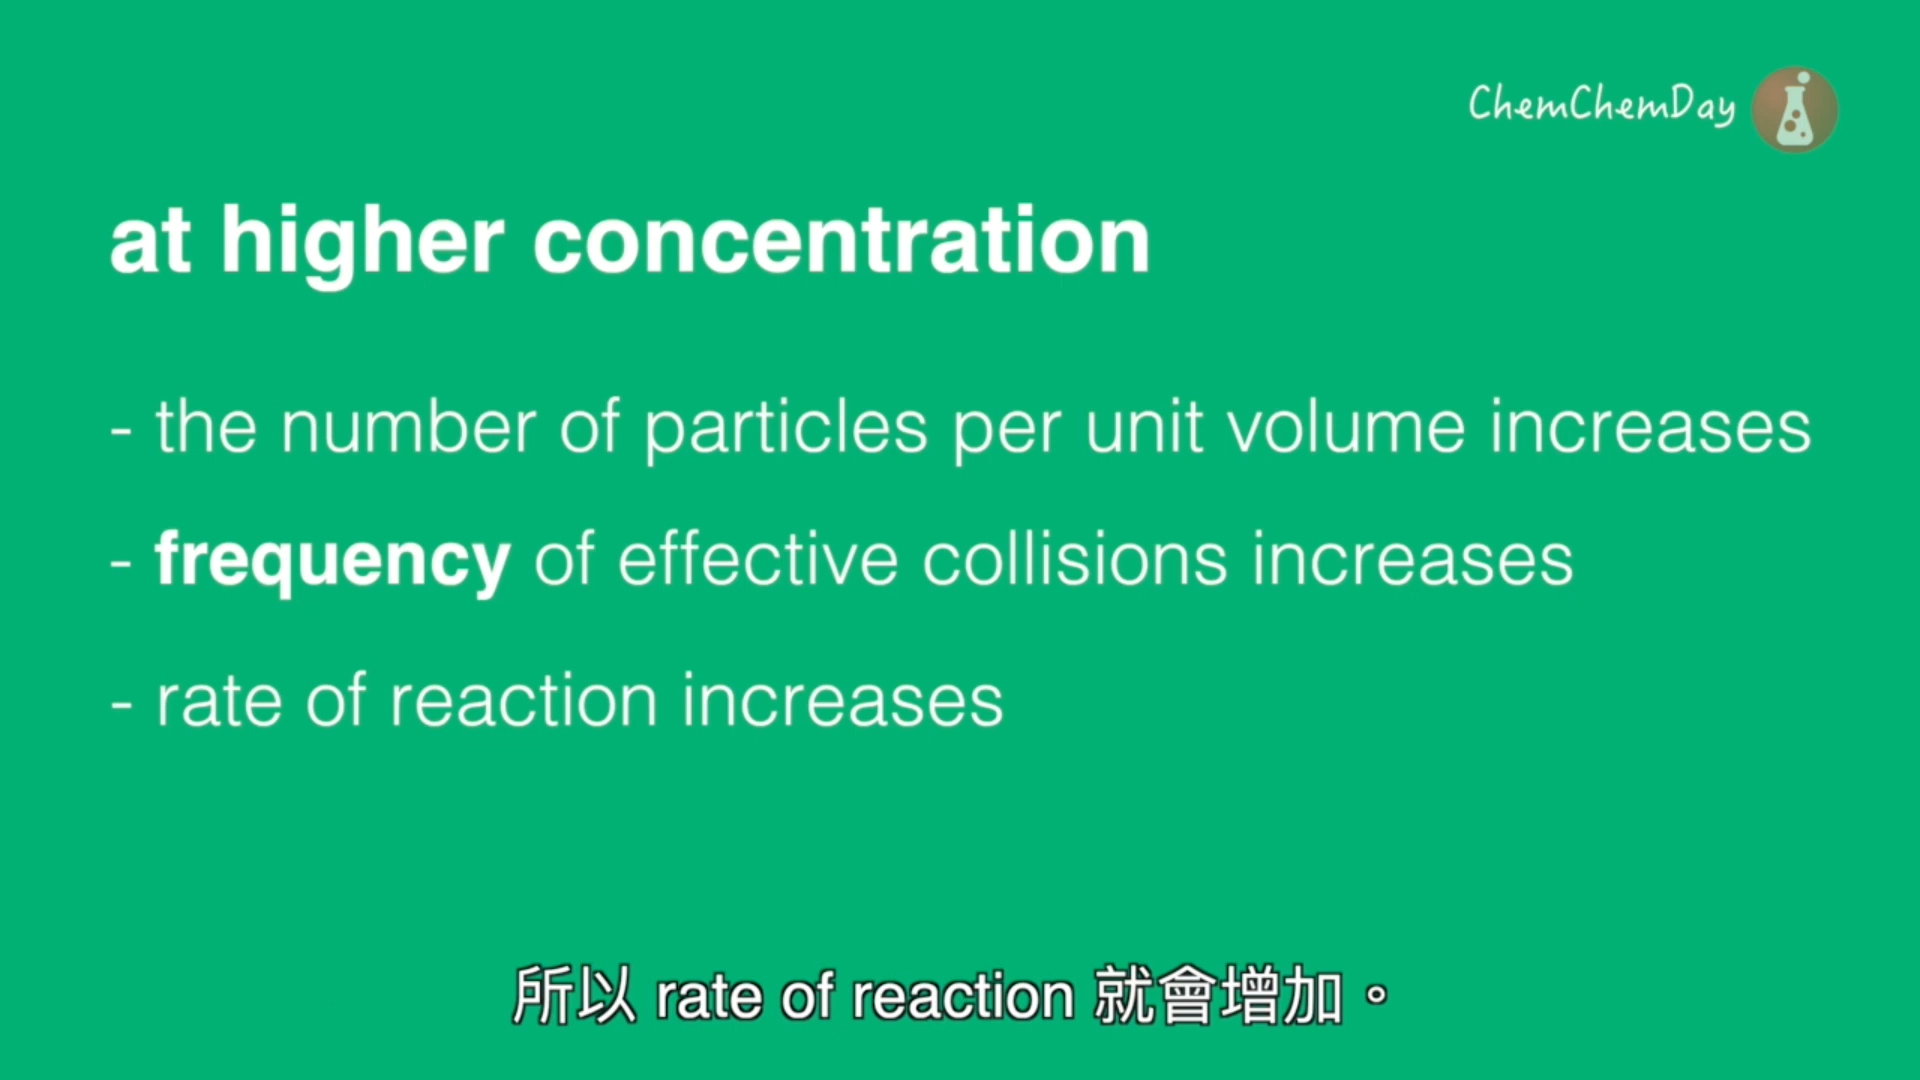 ChemChemDay
at higher concentration
- the number of particles per unit volume increases
- frequency of effective collisions increases
- rate of reaction increases
所以 rate of reaction 就會增加。